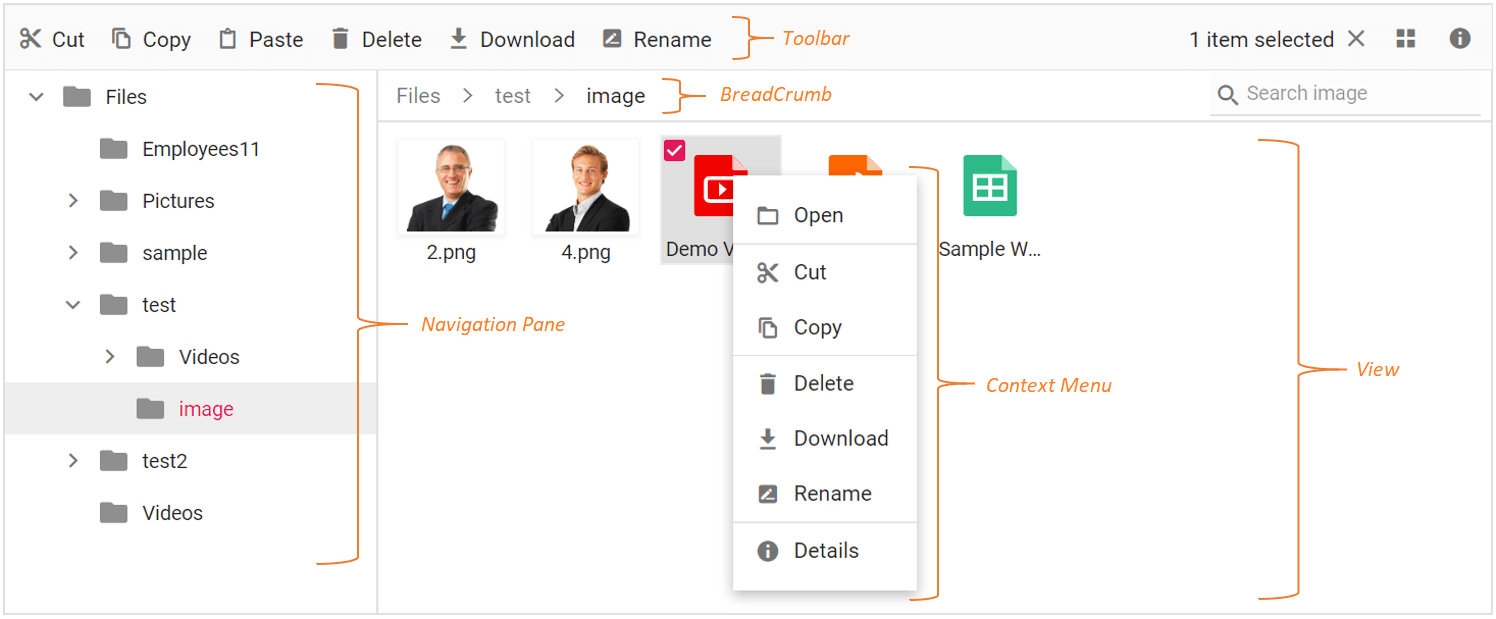 Cut Copy Paste Delete Download Rename Toolbar 1 item selected
Files > test > image BreadCrumb Search image
Files
Employees11
Pictures
sample
test
Videos
image
test2
Videos
Navigation Pane
2.png 4.png Demo V Sample W...
Open
Cut
Copy
Delete
Download
Rename
Details
Context Menu
View